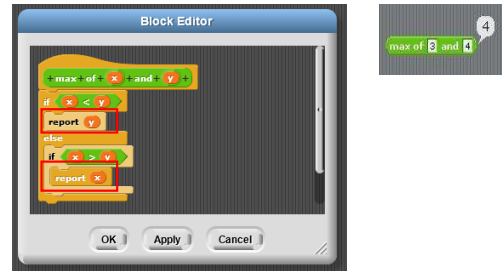 Block Editor
+ max + of + x + and + y +
if x < y
report y
else
if x > y
report x
OK Apply Cancel
4
max of 3 and 4